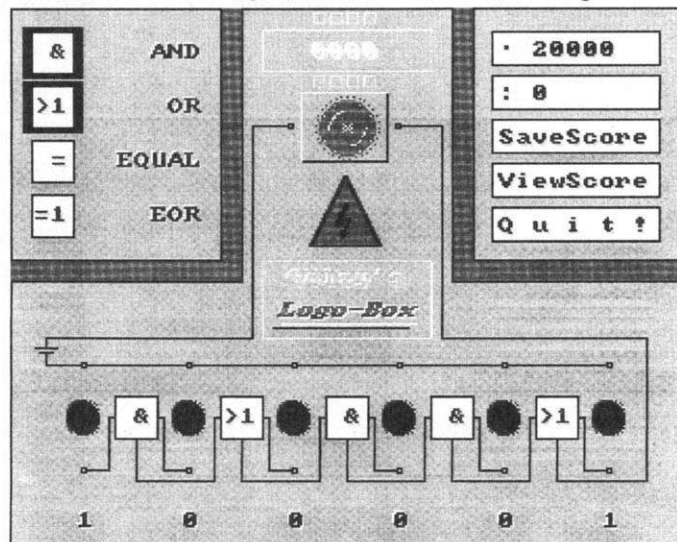 & AND
>1 OR
= EQUAL
=1 EOR
0000
· 20000
: 0
SaveScore
ViewScore
Q u i t !
Logo-Box
& >1 & & >1
1 0 0 0 0 1